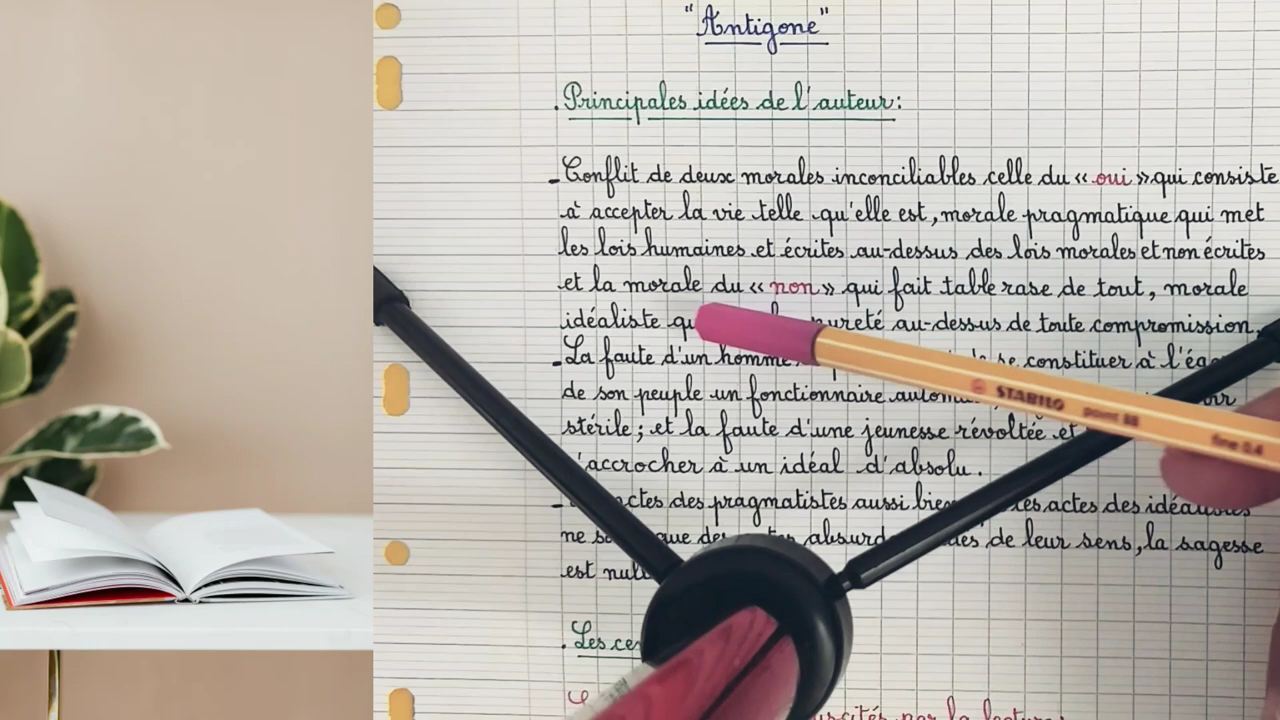 "Antigone"
. Principales idées de l'auteur:
- Conflit de deux morales inconciliables celle du « oui » qui consiste
à accepter la vie telle qu'elle est, morale pragmatique qui met
les lois humaines et écrites au-dessus des lois morales et non écrites
et la morale du « non » qui fait table rase de tout, morale
idéaliste pureté au-dessus de toute compromission.
- La faute d'un homme se constituer à
de son peuple un fonctionnaire
stérile; et la faute d'une jeunesse révoltée et
s'accrocher à un idéal d'absolu.
- actes des pragmatistes aussi actes des idéalistes
ne absurdes de leur sens, la sagesse
est
. Les
par la lecture
STABILO point 88 fine 0.4